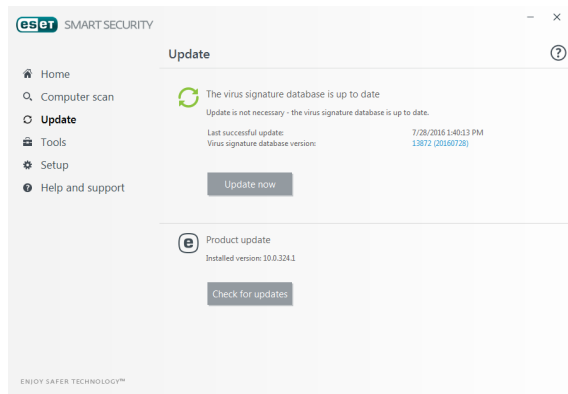 eset SMART SECURITY
Update
?
Home
Computer scan
Update
Tools
Setup
Help and support
The virus signature database is up to date
Update is not necessary - the virus signature database is up to date.
Last successful update: 7/28/2016 1:40:13 PM
Virus signature database version: 13872 (20160728)
Update now
e Product update
Installed version: 10.0.324.1
Check for updates
ENJOY SAFER TECHNOLOGY™